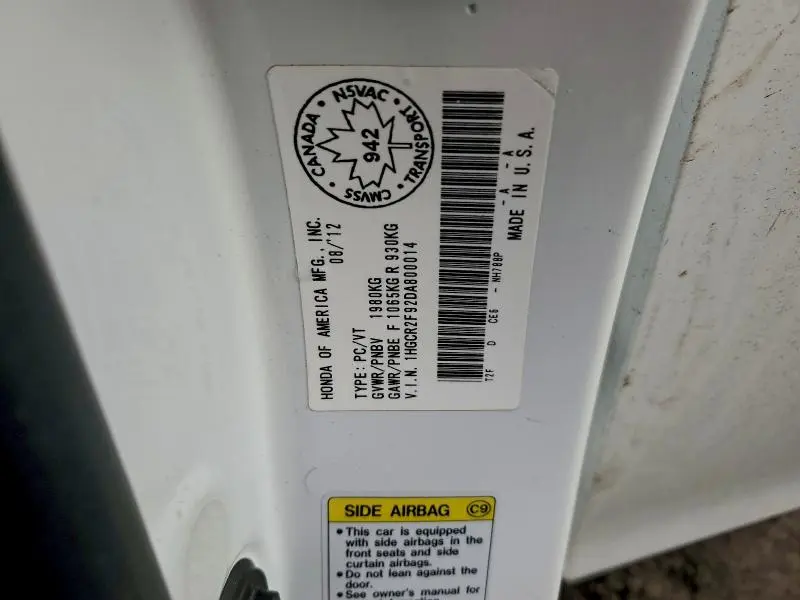 CANADA • NSVAC • TRANSPORT • CMVSS •
942
HONDA OF AMERICA MFG., INC.
08/'12
TYPE: PC/VT
GVWR/PNBV 1980KG
GAWR/PNBE F 1065KG R 930KG
V.I.N. 1HGCR2F92DA800014
T2F D CE6 - NH788P - A - A
MADE IN U.S.A.
SIDE AIRBAG C9
• This car is equipped
with side airbags in the
front seats and side
curtain airbags.
• Do not lean against the
door.
• See owner's manual for